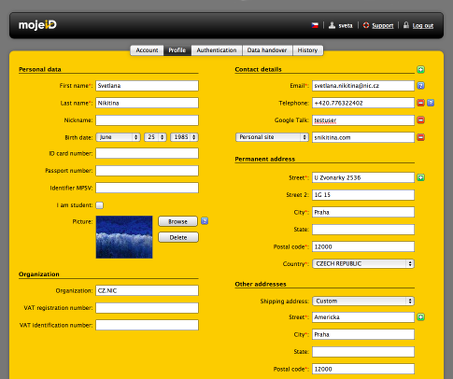 mojeID
sveta
Support
Log out
Account
Profile
Authentication
Data handover
History
Personal data
First name*: Svetlana
Last name*: Nikitina
Nickname:
Birth date: June 25 1985
ID card number:
Passport number:
Identifier MPSV:
I am student:
Picture: Browse
Delete
Organization
Organization: CZ.NIC
VAT registration number:
VAT identification number:
Contact details
Email*: svetlana.nikitina@nic.cz
Telephone: +420.776322402
Google Talk: testuser
Personal site snikitina.com
Permanent address
Street*: U Zvonarky 2536
Street 2: 1G 15
City*: Praha
State:
Postal code*: 12000
Country*: CZECH REPUBLIC
Other addresses
Shipping address: Custom
Street*: Americka
City*: Praha
State:
Postal code*: 12000